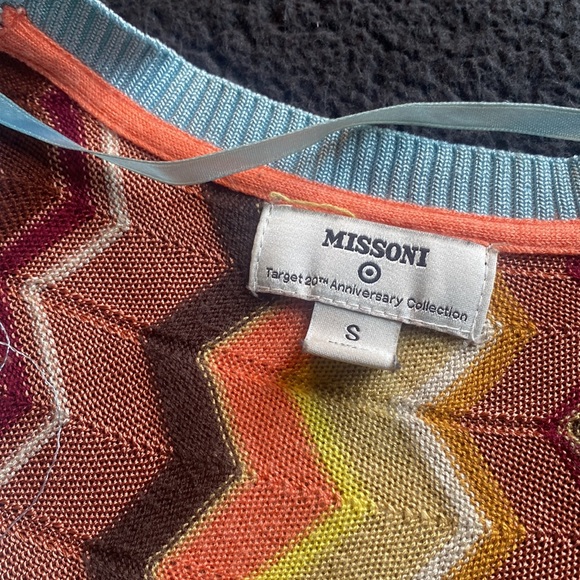 MISSONI
Target 20TH Anniversary Collection
S